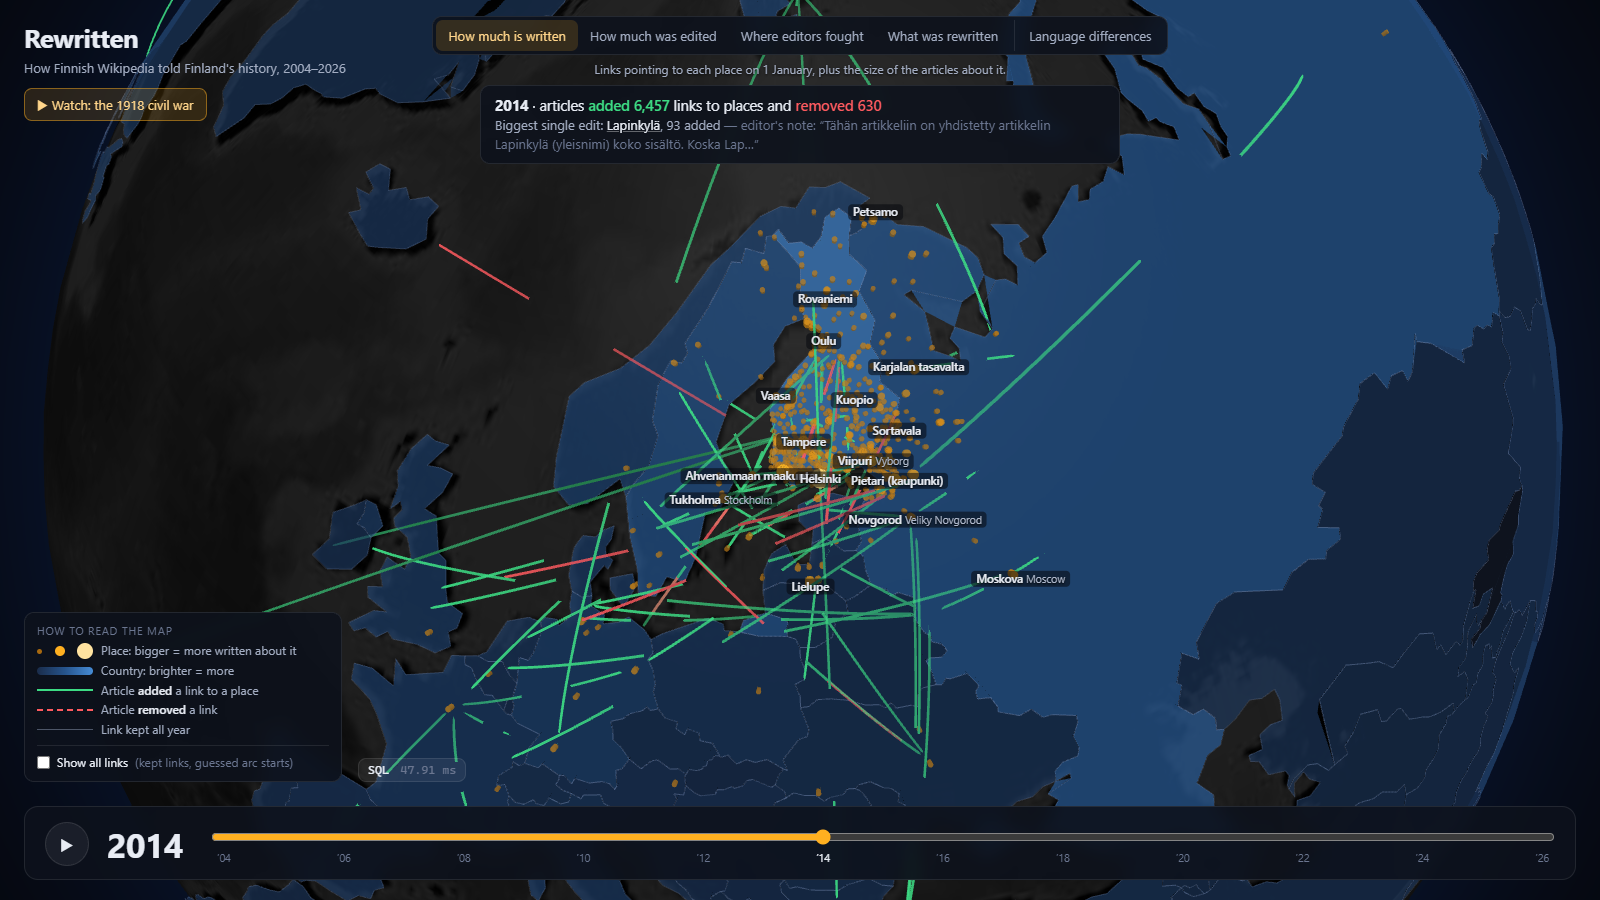 Rewritten
How Finnish Wikipedia told Finland's history, 2004–2026
▶ Watch: the 1918 civil war
How much is written
How much was edited
Where editors fought
What was rewritten
Language differences
Links pointing to each place on 1 January, plus the size of the articles about it.
2014 · articles added 6,457 links to places and removed 630
Biggest single edit: Lapinkylä, 93 added — editor's note: “Tähän artikkeliin on yhdistetty artikkelin
Lapinkylä (yleisnimi) koko sisältö. Koska Lap…”
Petsamo
Rovaniemi
Oulu
Karjalan tasavalta
Vaasa
Kuopio
Sortavala
Tampere
Viipuri Vyborg
Ahvenanmaan maaku
Helsinki
Pietari (kaupunki)
Tukholma Stockholm
Novgorod Veliky Novgorod
Moskova Moscow
Lielupe
HOW TO READ THE MAP
Place: bigger = more written about it
Country: brighter = more
Article added a link to a place
Article removed a link
Link kept all year
Show all links (kept links, guessed arc starts)
SQL 47.91 ms
2014
'04 '06 '08 '10 '12 '14 '16 '18 '20 '22 '24 '26